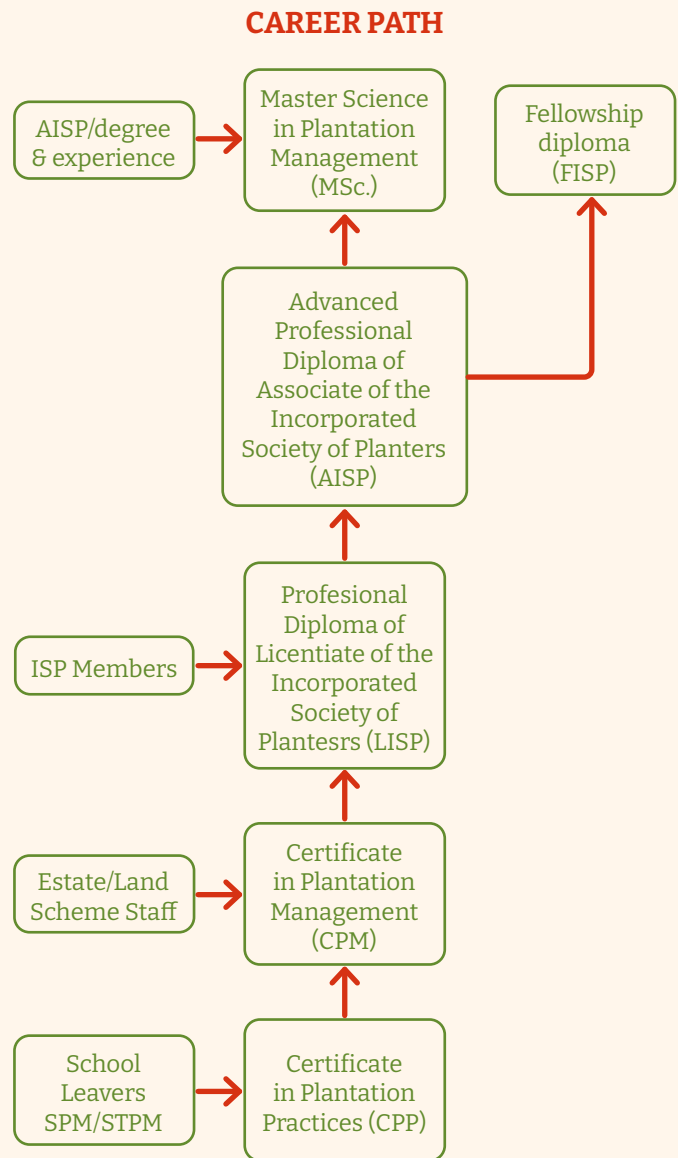 CAREER PATH
AISP/degree
& experience
Master Science
in Plantation
Management
(MSc.)
Fellowship
diploma
(FISP)
Advanced
Professional
Diploma of
Associate of the
Incorporated
Society of Planters
(AISP)
ISP Members
Profesional
Diploma of
Licentiate of the
Incorporated
Society of
Plantesrs (LISP)
Estate/Land
Scheme Staff
Certificate
in Plantation
Management
(CPM)
School
Leavers
SPM/STPM
Certificate
in Plantation
Practices (CPP)